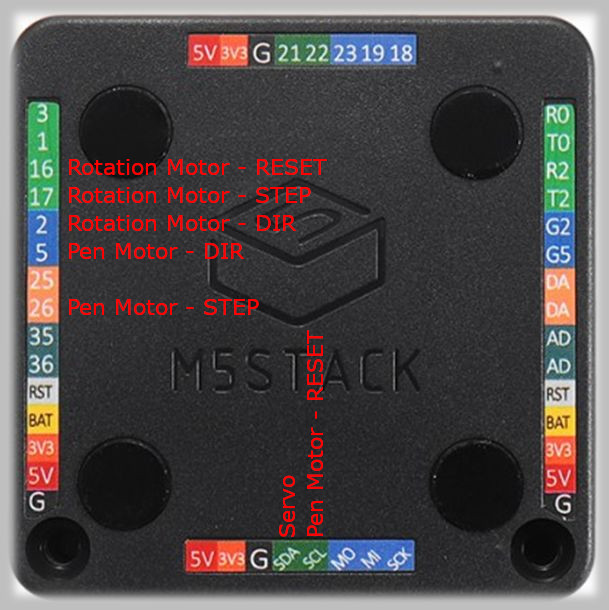 5V 3V3 G 21 22 23 19 18
3
1
16 Rotation Motor - RESET
17 Rotation Motor - STEP
2 Rotation Motor - DIR
5 Pen Motor - DIR
25
26 Pen Motor - STEP
35
36
RST
BAT
3V3
5V
G
R0
T0
R2
T2
G2
G5
DA
DA
AD
AD
RST
BAT
3V3
5V
G
M5STACK
Servo
Pen Motor - RESET
5V 3V3 G SDA SCL MO MI SCK